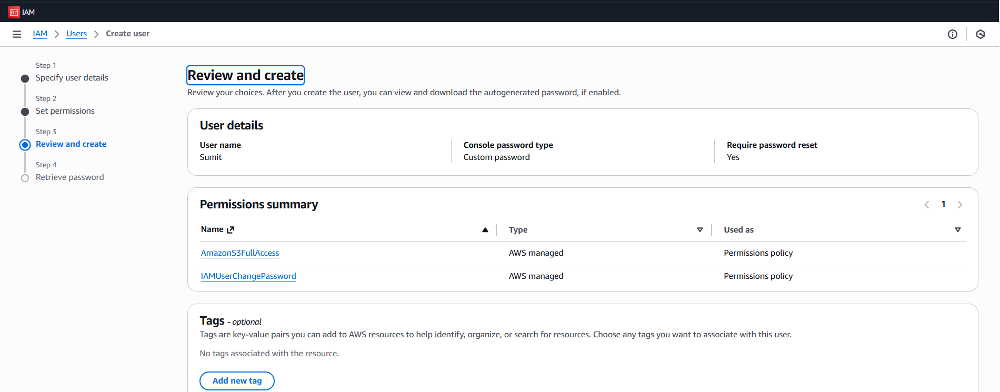 IAM
IAM > Users > Create user
Step 1
Specify user details
Step 2
Set permissions
Step 3
Review and create
Step 4
Retrieve password
Review and create
Review your choices. After you create the user, you can view and download the autogenerated password, if enabled.
User details
User name
Sumit
Console password type
Custom password
Require password reset
Yes
Permissions summary
1
Name Type Used as
AmazonS3FullAccess AWS managed Permissions policy
IAMUserChangePassword AWS managed Permissions policy
Tags - optional
Tags are key-value pairs you can add to AWS resources to help identify, organize, or search for resources. Choose any tags you want to associate with this user.
No tags associated with the resource.
Add new tag